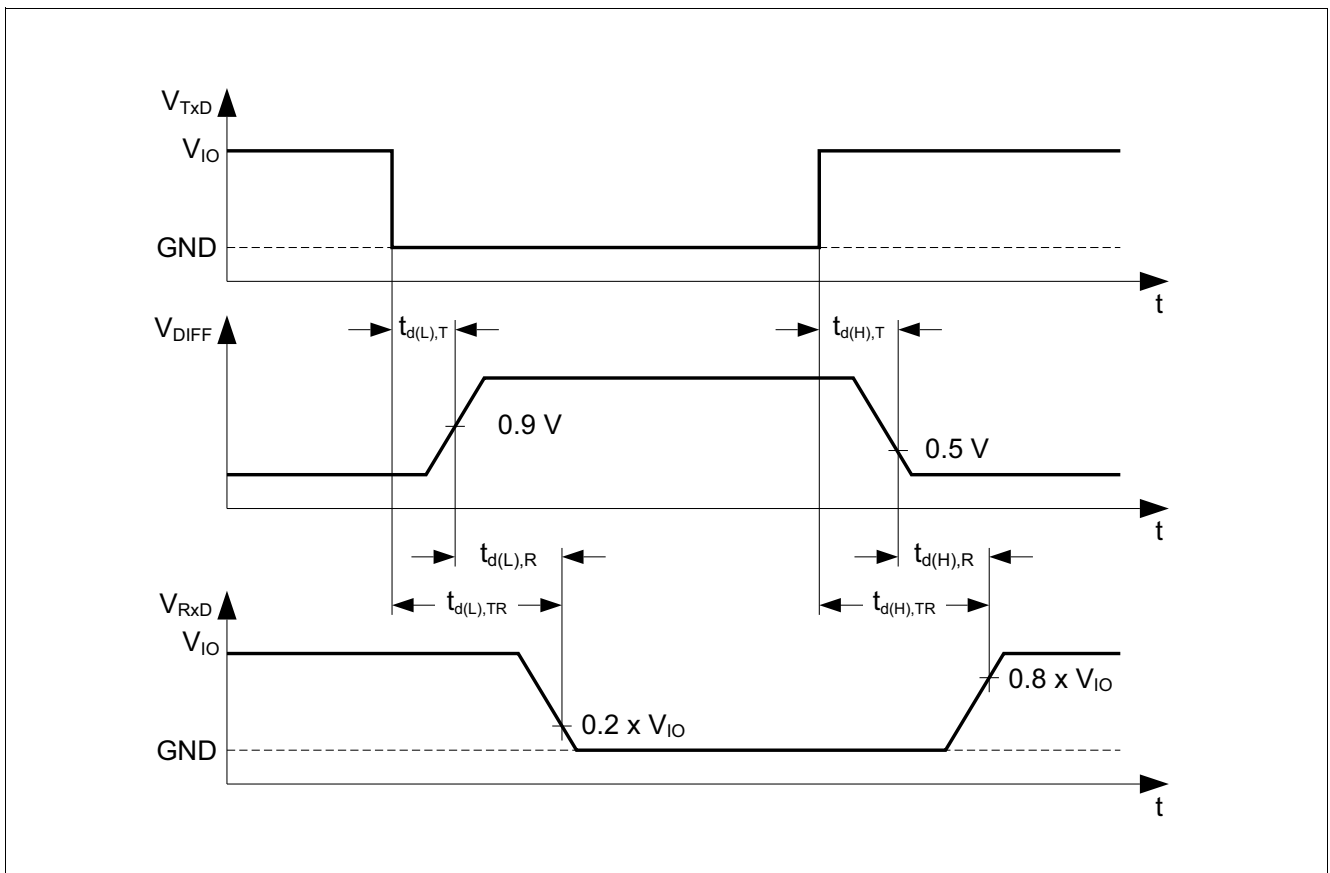 V_TxD
V_IO
GND
t
V_DIFF
t_d(L),T
t_d(H),T
0.9 V
0.5 V
t
t_d(L),R
t_d(H),R
t_d(L),TR
t_d(H),TR
V_RxD
V_IO
0.8 x V_IO
0.2 x V_IO
GND
t